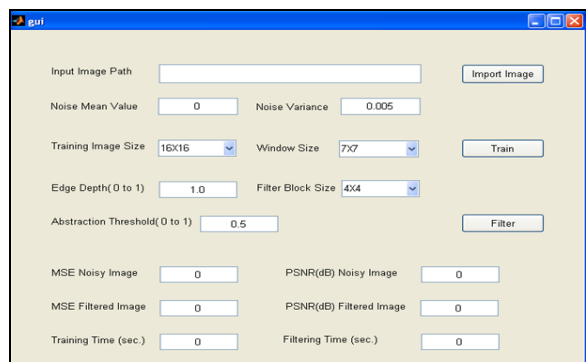 gui
Input Image Path Import Image
Noise Mean Value 0 Noise Variance 0.005
Training Image Size 16X16 Window Size 7X7 Train
Edge Depth( 0 to 1) 1.0 Filter Block Size 4X4
Abstraction Threshold( 0 to 1) 0.5 Filter
MSE Noisy Image 0 PSNR(dB) Noisy Image 0
MSE Filtered Image 0 PSNR(dB) Filtered Image 0
Training Time (sec.) 0 Filtering Time (sec.) 0